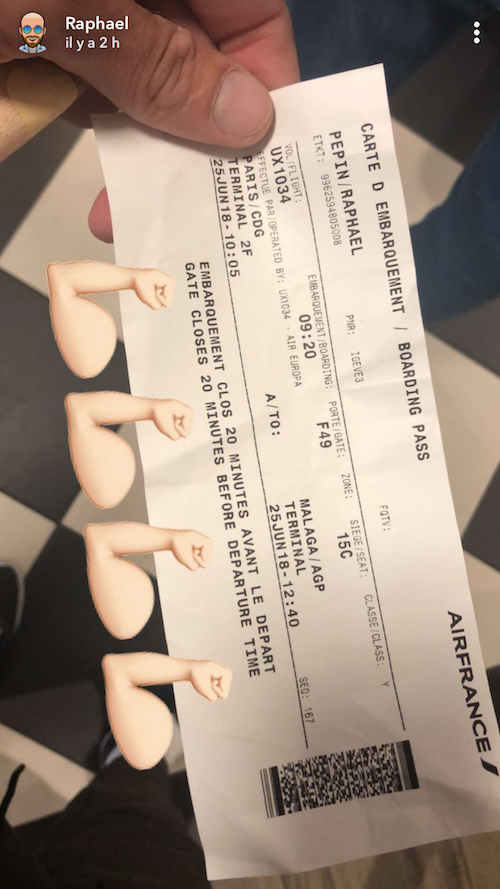 Raphael
il y a 2 h
AIRFRANCE
CARTE D EMBARQUEMENT / BOARDING PASS
PEPIN/RAPHAEL
FQTV:
ETKT: 9962594805008
PNR: IGEVE3
CLASSE/CLASS: Y
VOL/FLIGHT:
EMBARQUEMENT/BOARDING:
PORTE/GATE:
ZONE:
SIEGE/SEAT:
UX1034
09:20
F49
15C
EFFECTUE PAR/OPERATED BY: UX1034 - AIR EUROPA
SEQ: 167
PARIS/CDG
A/TO:
MALAGA/AGP
TERMINAL 2F
TERMINAL
25JUN18-10:05
25JUN18-12:40
EMBARQUEMENT CLOS 20 MINUTES AVANT LE DEPART
GATE CLOSES 20 MINUTES BEFORE DEPARTURE TIME